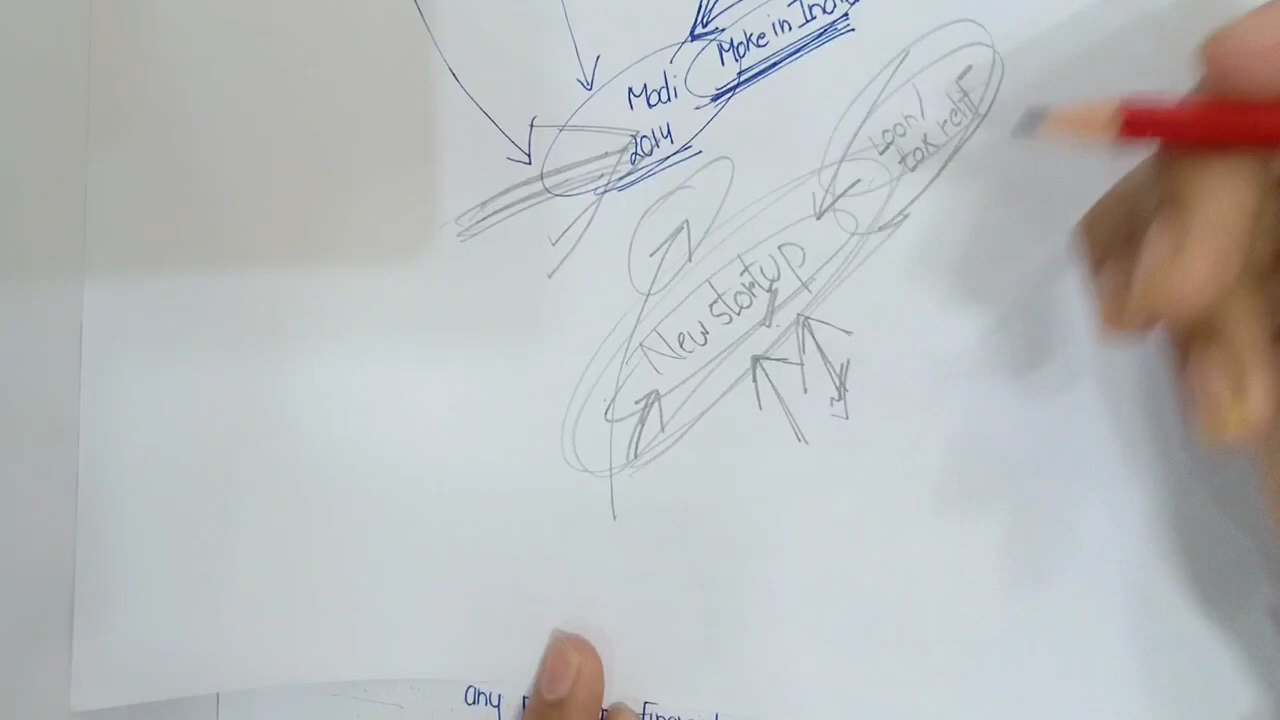 Make in India
Modi
2014
Loan/
tax relif
New startup
any